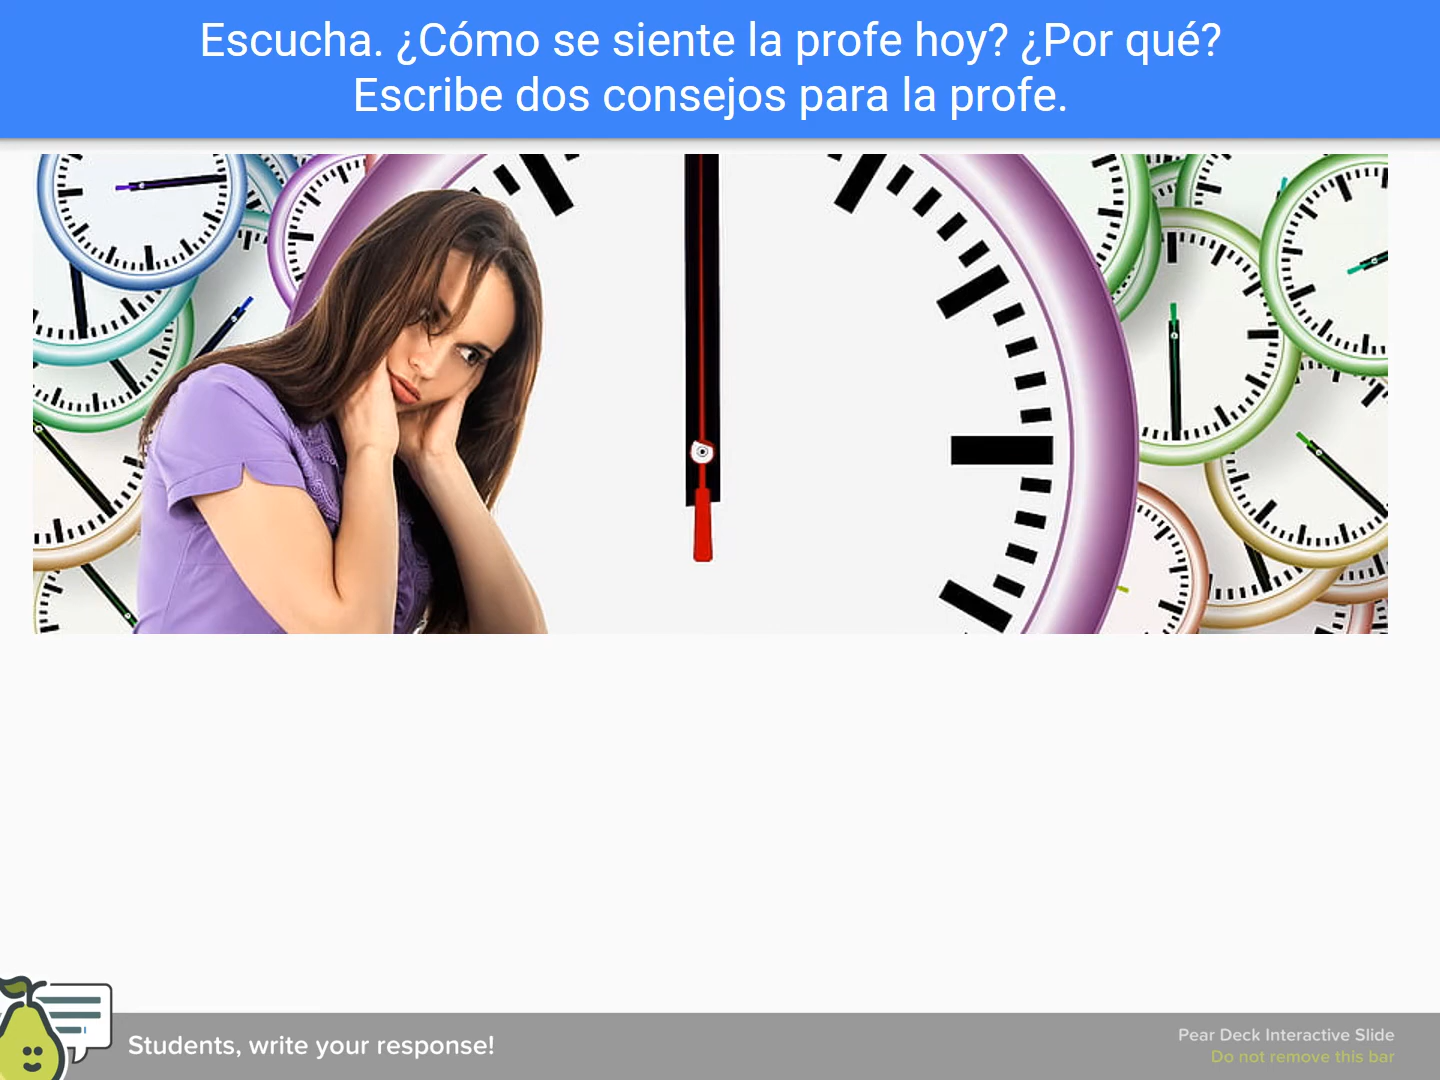 Escucha. ¿Cómo se siente la profe hoy? ¿Por qué?
Escribe dos consejos para la profe.
Students, write your response!
Pear Deck Interactive Slide
Do not remove this bar